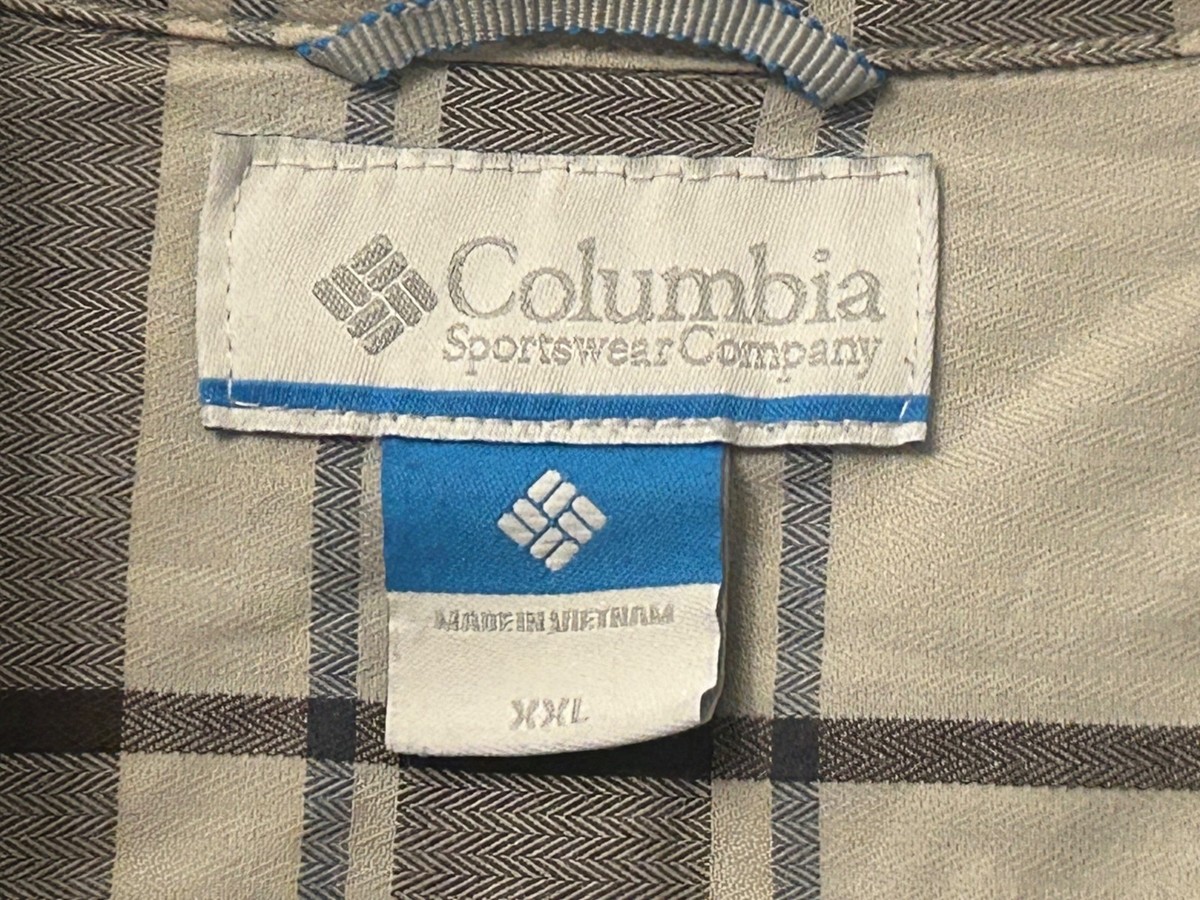 Columbia
Sportswear Company
MADE IN VIETNAM
XXL